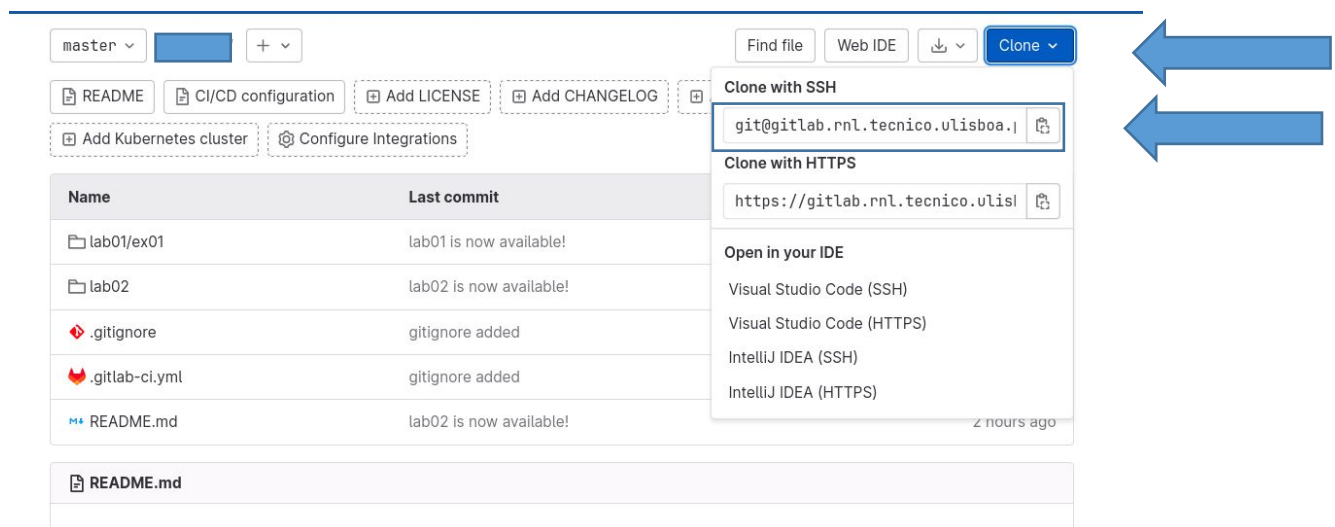 master
Find file Web IDE Clone
README CI/CD configuration Add LICENSE Add CHANGELOG
Add Kubernetes cluster Configure Integrations
Clone with SSH
git@gitlab.rnl.tecnico.ulisboa.
Clone with HTTPS
https://gitlab.rnl.tecnico.ulis
Open in your IDE
Visual Studio Code (SSH)
Visual Studio Code (HTTPS)
IntelliJ IDEA (SSH)
IntelliJ IDEA (HTTPS)
Name Last commit
lab01/ex01 lab01 is now available!
lab02 lab02 is now available!
.gitignore gitignore added
.gitlab-ci.yml gitignore added
README.md lab02 is now available! 2 hours ago
README.md